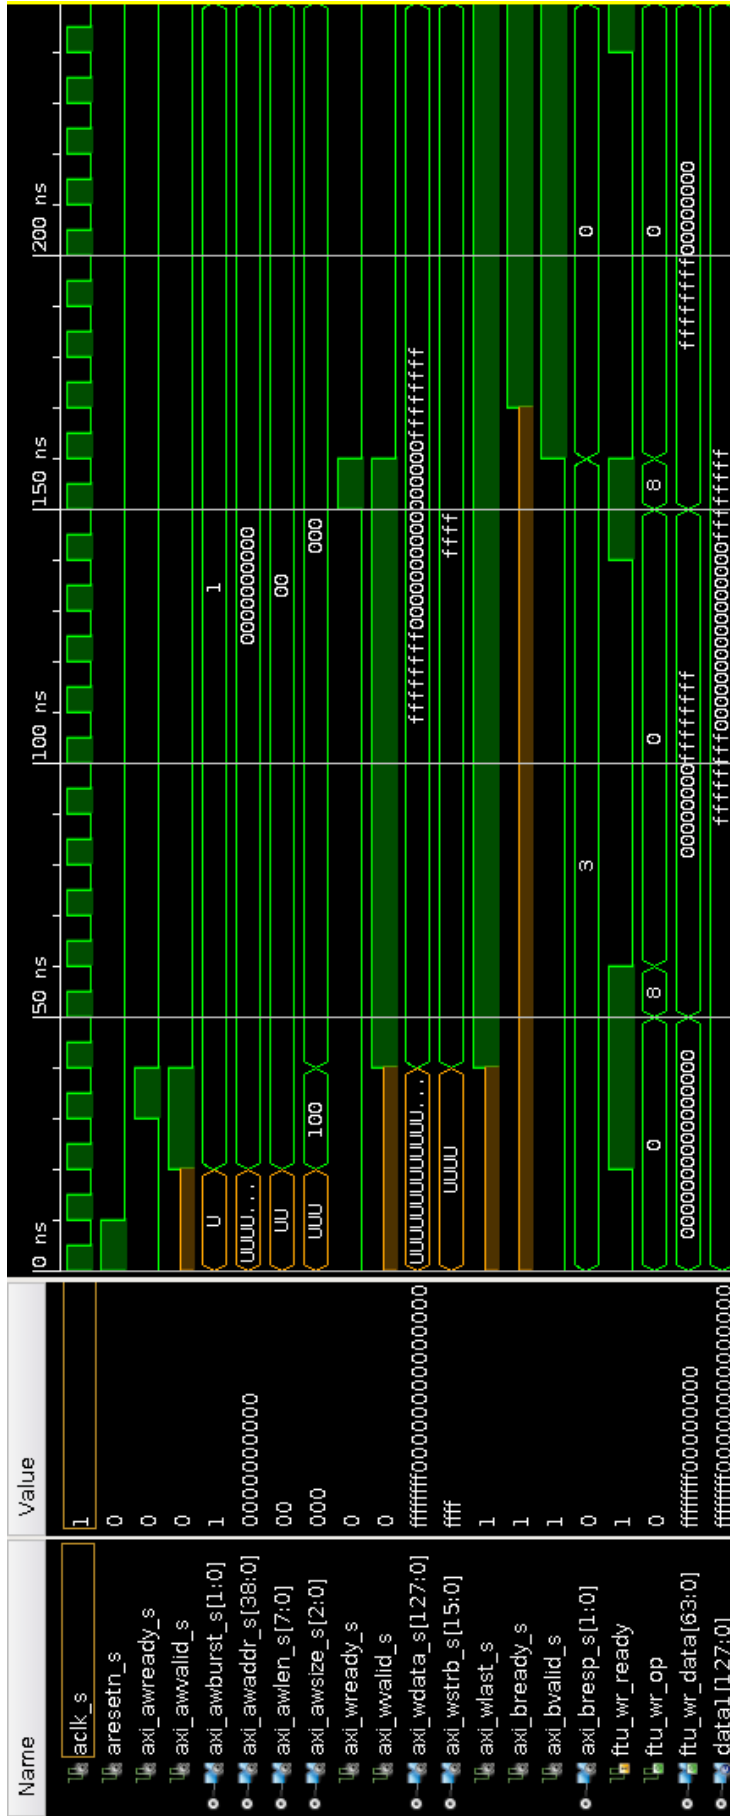 Name Value |0 ns |50 ns |100 ns |150 ns |200 ns
aclk_s 1
aresetn_s 0
axi_awready_s 0
axi_awvalid_s 0
axi_awburst_s[1:0] 1 U 1
axi_awaddr_s[38:0] 0000000000 UUUU... 0000000000
axi_awlen_s[7:0] 00 UU 00
axi_awsize_s[2:0] 000 UUU 100 000
axi_wready_s 0
axi_wvalid_s 0
axi_wdata_s[127:0] ffffffff0000000000000000ffffffff UUUUUUUUUUUUU... ffffffff0000000000000000ffffffff
axi_wstrb_s[15:0] ffff UUUU ffff
axi_wlast_s 1
axi_bready_s 1
axi_bvalid_s 1
axi_bresp_s[1:0] 0 3 0
ftu_wr_ready 1
ftu_wr_op 0 0 8 0 8 0
ftu_wr_data[63:0] ffffffff00000000 0000000000000000 00000000ffffffff ffffffff00000000
data1[127:0] ffffffff0000000000000000 ffffffff0000000000000000ffffffff